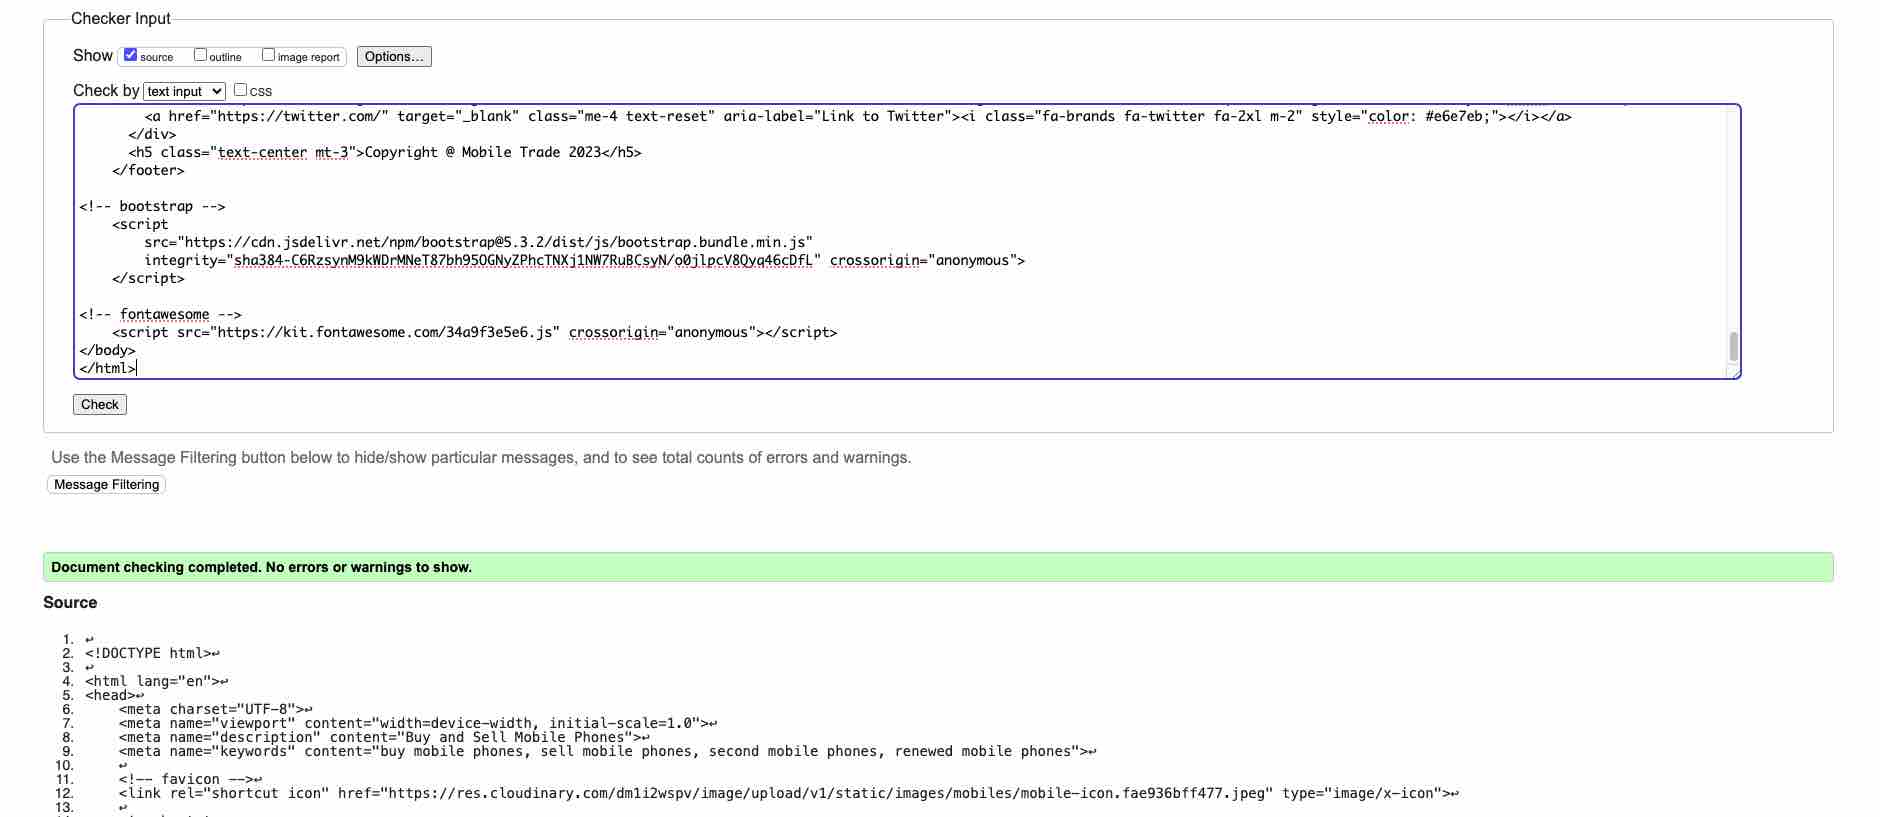 Checker Input
Show source outline image report Options...
Check by text input css
<a href="https://twitter.com/" target="_blank" class="me-4 text-reset" aria-label="Link to Twitter"><i class="fa-brands fa-twitter fa-2xl m-2" style="color: #e6e7eb;"></i></a>
</div>
<h5 class="text-center mt-3">Copyright @ Mobile Trade 2023</h5>
</footer>
<!-- bootstrap -->
<script
src="https://cdn.jsdelivr.net/npm/bootstrap@5.3.2/dist/js/bootstrap.bundle.min.js"
integrity="sha384-C6RzsynM9kWDrMNeT87bh95OGNyZPhcTNXj1NW7RuBCsyN/o0jlpcV8Qyq46cDfL" crossorigin="anonymous">
</script>
<!-- fontawesome -->
<script src="https://kit.fontawesome.com/34a9f3e5e6.js" crossorigin="anonymous"></script>
</body>
</html>
Check
Use the Message Filtering button below to hide/show particular messages, and to see total counts of errors and warnings.
Message Filtering
Document checking completed. No errors or warnings to show.
Source
1. ↩
2. <!DOCTYPE html>↩
3. ↩
4. <html lang="en">↩
5. <head>↩
6. <meta charset="UTF-8">↩
7. <meta name="viewport" content="width=device-width, initial-scale=1.0">↩
8. <meta name="description" content="Buy and Sell Mobile Phones">↩
9. <meta name="keywords" content="buy mobile phones, sell mobile phones, second mobile phones, renewed mobile phones">↩
10. ↩
11. <!-- favicon -->↩
12. <link rel="shortcut icon" href="https://res.cloudinary.com/dm1i2wspv/image/upload/v1/static/images/mobiles/mobile-icon.fae936bff477.jpeg" type="image/x-icon">↩
13. ↩